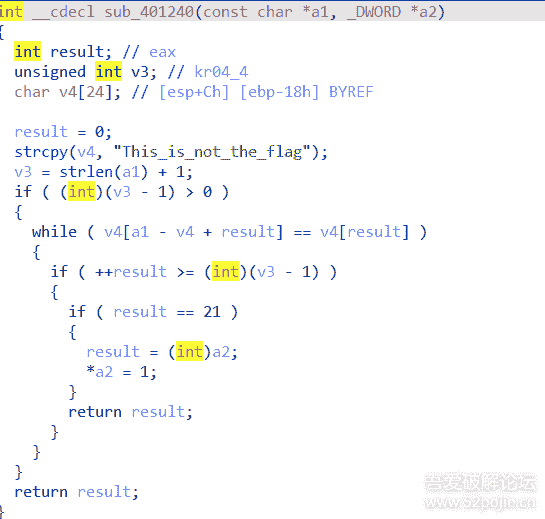 int __cdecl sub_401240(const char *a1, _DWORD *a2)
{
  int result; // eax
  unsigned int v3; // kr04_4
  char v4[24]; // [esp+Ch] [ebp-18h] BYREF

  result = 0;
  strcpy(v4, "This_is_not_the_flag");
  v3 = strlen(a1) + 1;
  if ( (int)(v3 - 1) > 0 )
  {
    while ( v4[a1 - v4 + result] == v4[result] )
    {
      if ( ++result >= (int)(v3 - 1) )
      {
        if ( result == 21 )
        {
          result = (int)a2;
          *a2 = 1;
        }
        return result;
      }
    }
  }
  return result;
}
吾爱破解论坛
www.52pojie.cn